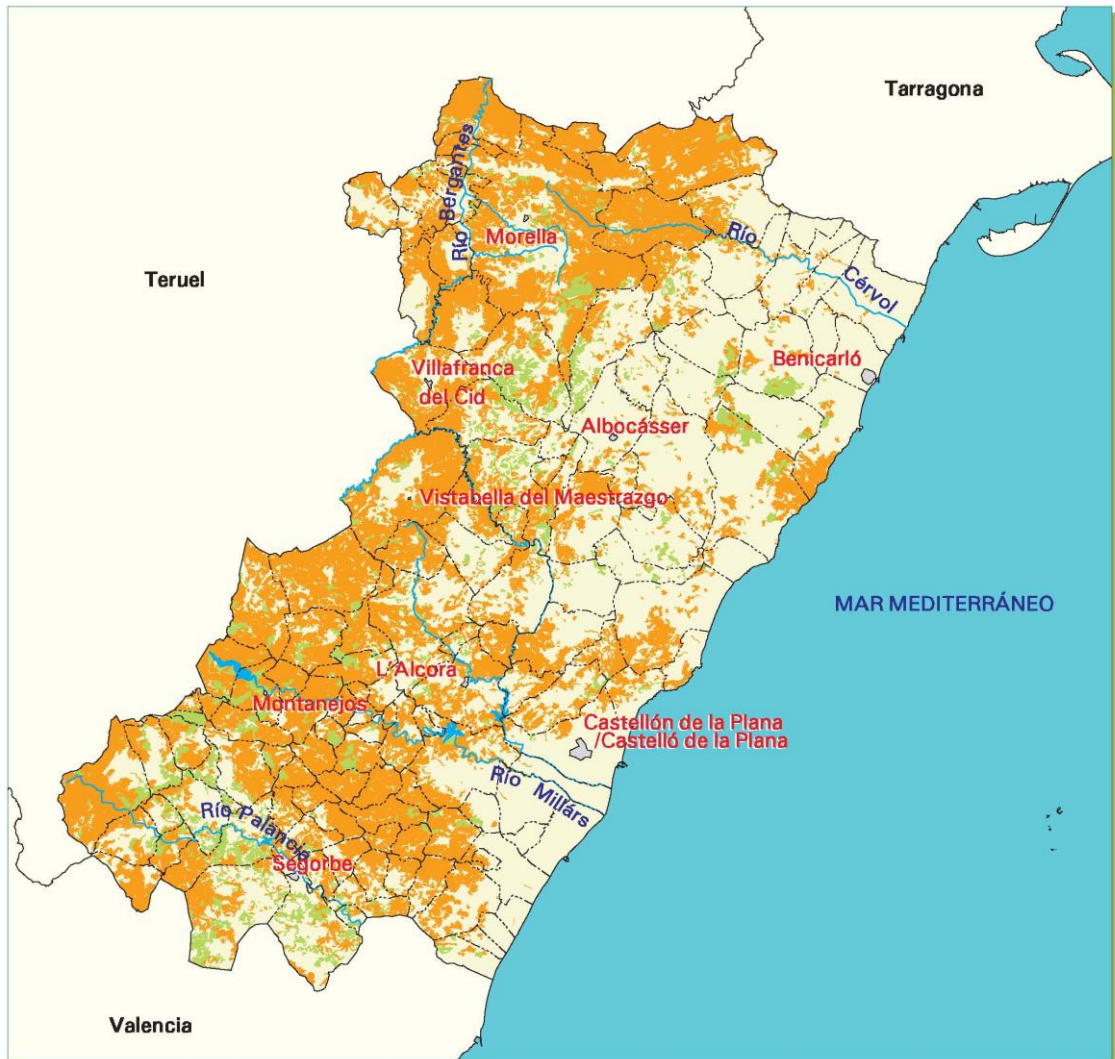 Tarragona
Río Bergantes
Morella
Río Cérvol
Teruel
Benicarló
Villafranca
del Cid
Albocásser
Vistabella del Maestrazgo
MAR MEDITERRÁNEO
L'Alcora
Montanejos
Castellón de la Plana
/Castelló de la Plana
Río Millárs
Río Palancia
Segorbe
Valencia